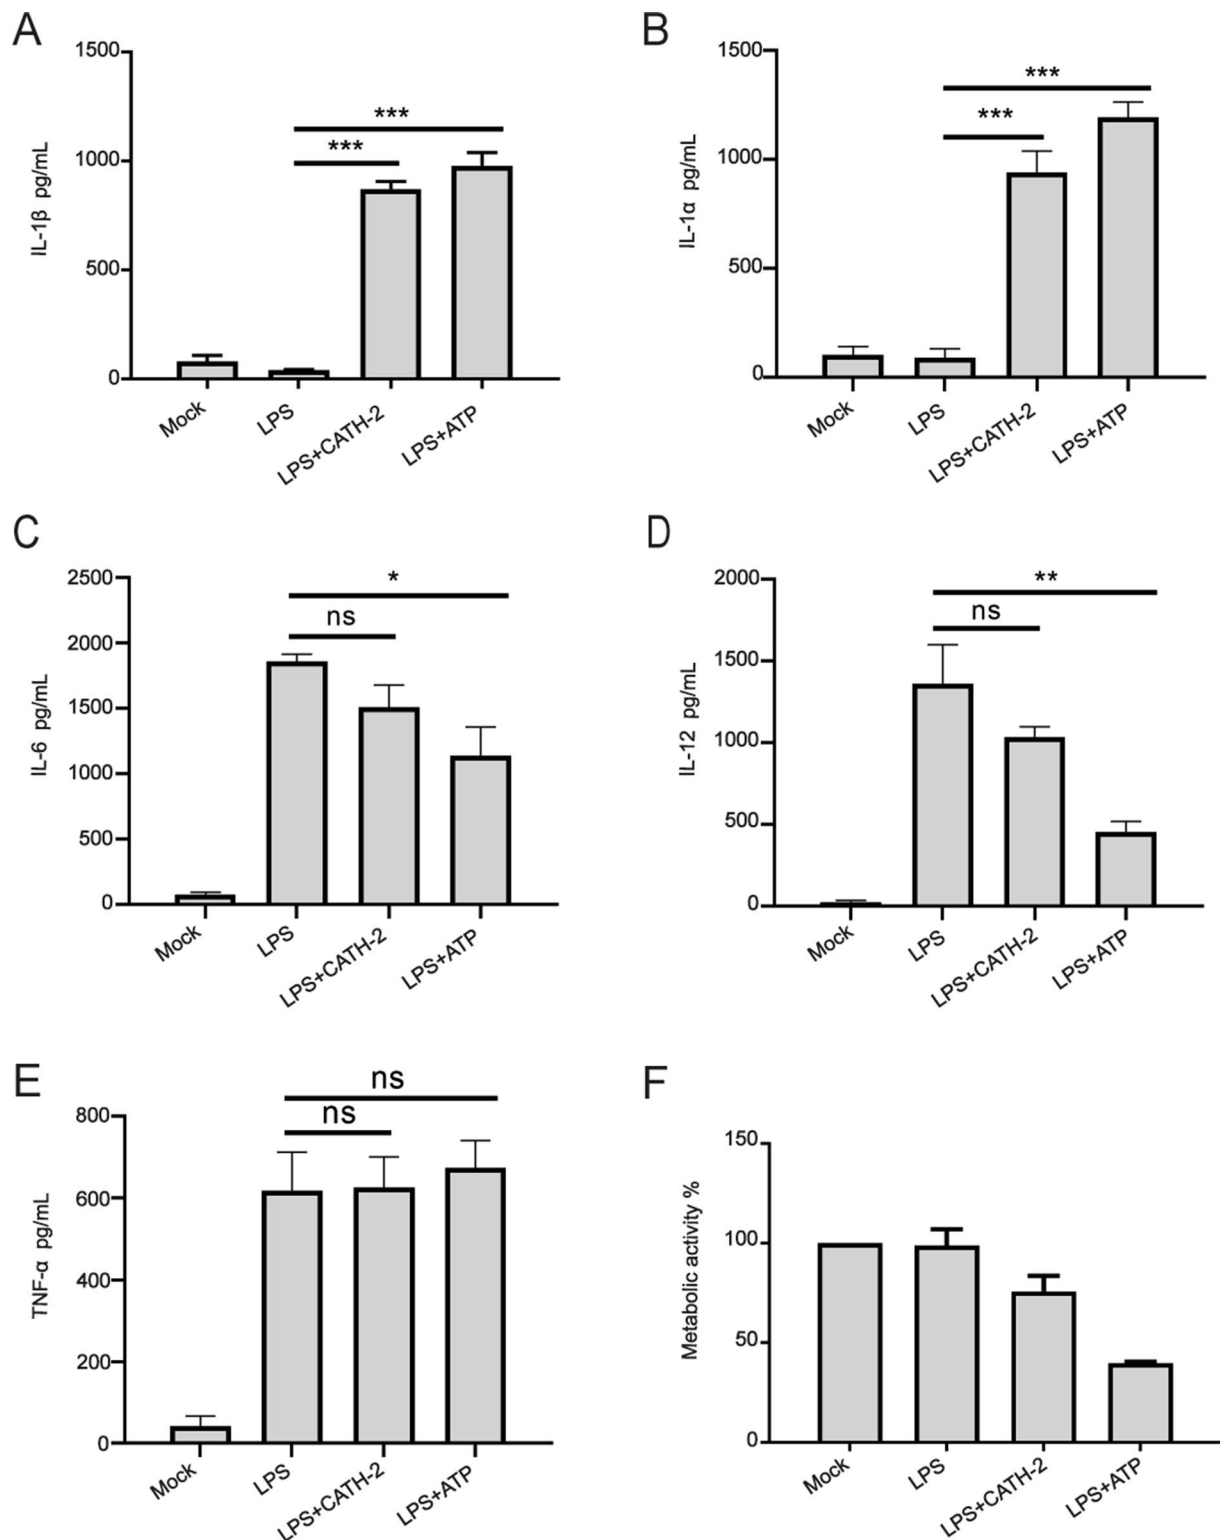 A
IL-1β pg/mL
1500
1000
500
0
***
***
Mock
LPS
LPS+CATH-2
LPS+ATP
B
IL-1α pg/mL
1500
1000
500
0
***
***
Mock
LPS
LPS+CATH-2
LPS+ATP
C
IL-6 pg/mL
2500
2000
1500
1000
500
0
*
ns
Mock
LPS
LPS+CATH-2
LPS+ATP
D
IL-12 pg/mL
2000
1500
1000
500
0
**
ns
Mock
LPS
LPS+CATH-2
LPS+ATP
E
TNF-α pg/mL
800
600
400
200
0
ns
ns
Mock
LPS
LPS+CATH-2
LPS+ATP
F
Metabolic activity %
150
100
50
0
Mock
LPS
LPS+CATH-2
LPS+ATP